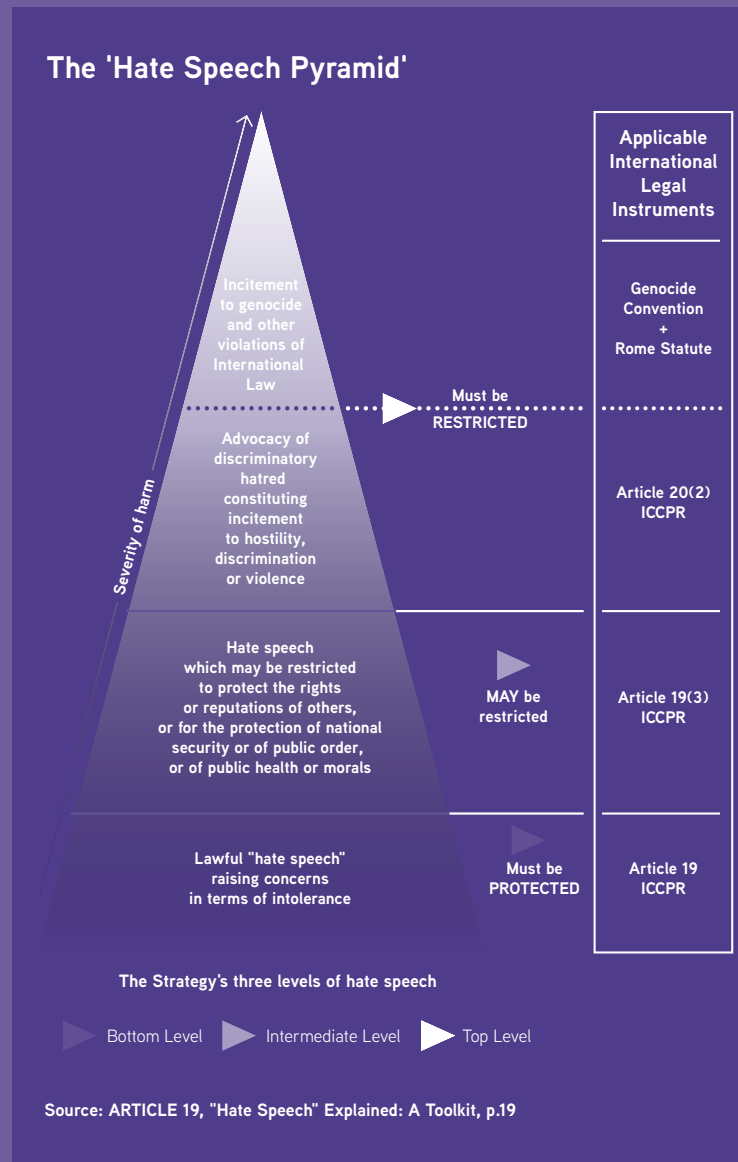 The 'Hate Speech Pyramid'
Applicable
International
Legal
Instruments
Incitement
to genocide
and other
violations of
International
Law
Genocide
Convention
+
Rome Statute
Must be
RESTRICTED
Advocacy of
discriminatory
hatred
constituting
incitement
to hostility,
discrimination
or violence
Article 20(2)
ICCPR
Severity of harm
Hate speech
which may be restricted
to protect the rights
or reputations of others,
or for the protection of national
security or of public order,
or of public health or morals
MAY be
restricted
Article 19(3)
ICCPR
Lawful "hate speech"
raising concerns
in terms of intolerance
Must be
PROTECTED
Article 19
ICCPR
The Strategy's three levels of hate speech
Bottom Level
Intermediate Level
Top Level
Source: ARTICLE 19, "Hate Speech" Explained: A Toolkit, p.19